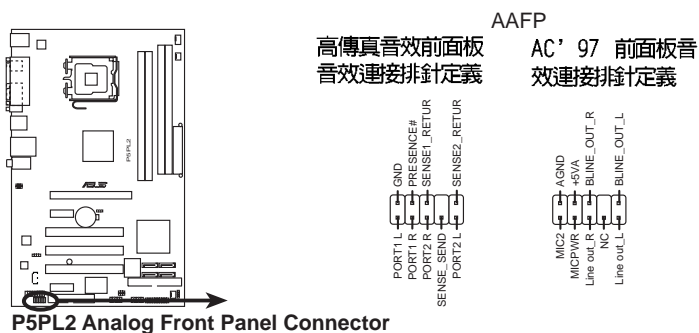 AAFP
高傳真音效前面板
音效連接排針定義
AC’97 前面板音
效連接排針定義
GND
PRESENCE#
SENSE1_RETUR
SENSE2_RETUR
PORT1 L
PORT1 R
PORT2 R
SENSE_SEND
PORT2 L
AGND
+5VA
BLINE_OUT_R
BLINE_OUT_L
MIC2
MICPWR
Line out_R
NC
Line out_L
P5PL2
ASUS
P5PL2 Analog Front Panel Connector